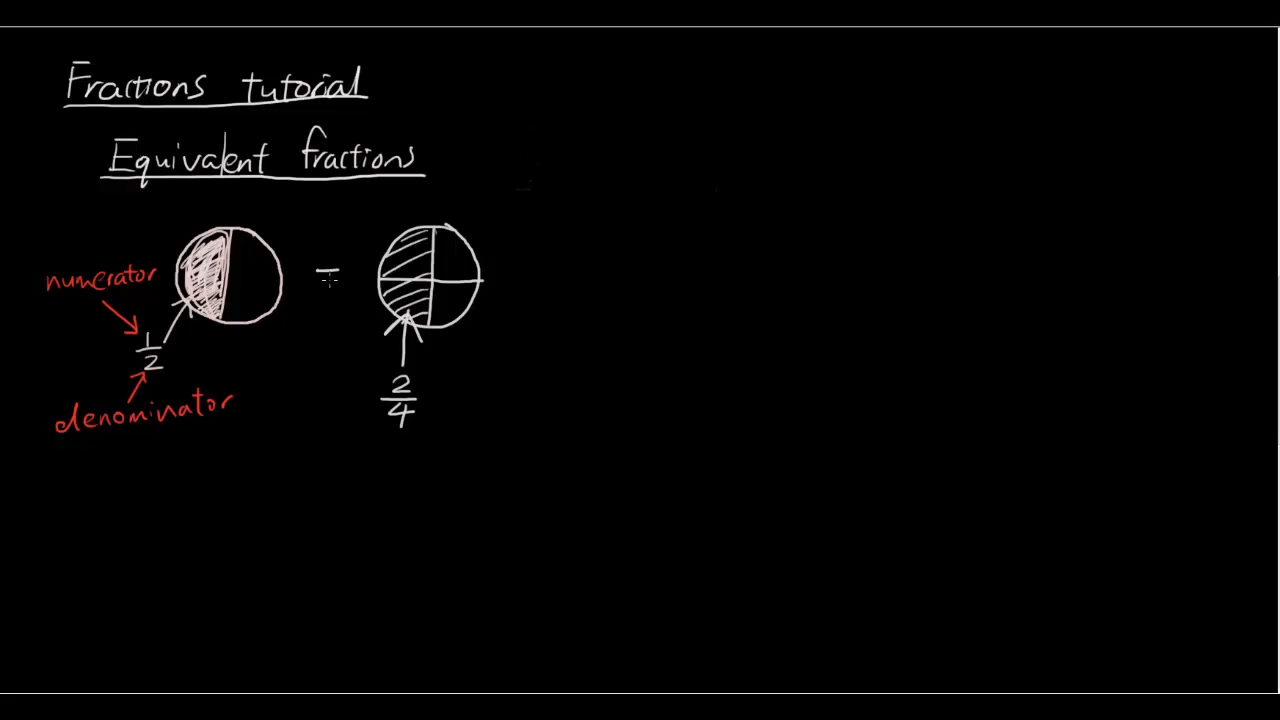 Fractions tutorial
Equivalent fractions
numerator
=
1/2
2/4
denominator